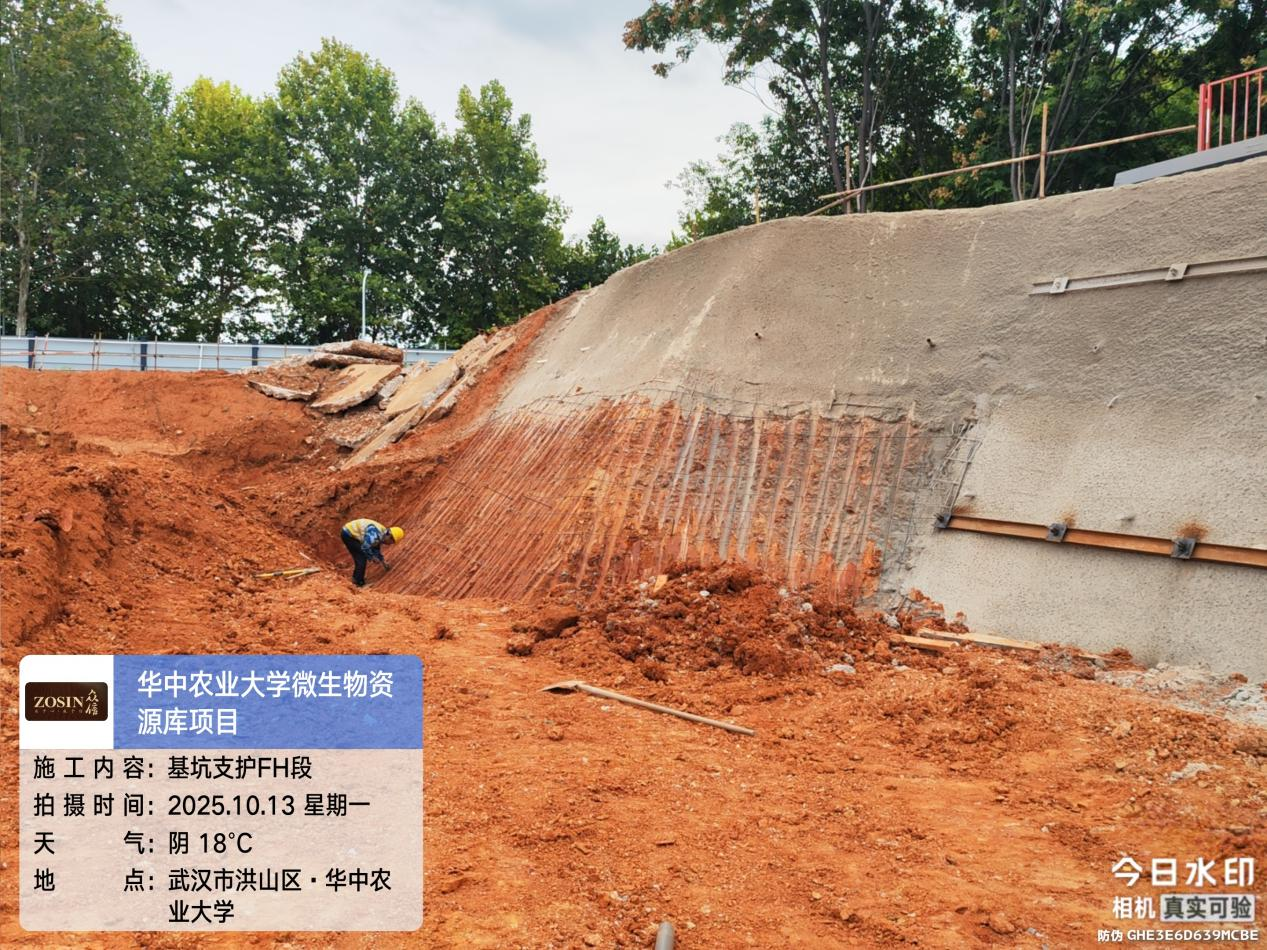 ZOSIN 众信
华中农业大学微生物资
源库项目
施工内容：基坑支护FH段
拍摄时间：2025.10.13 星期一
天气：阴 18°C
地点：武汉市洪山区·华中农
业大学
今日水印
相机 真实可验
防伪 GHE3E6D639MCBE